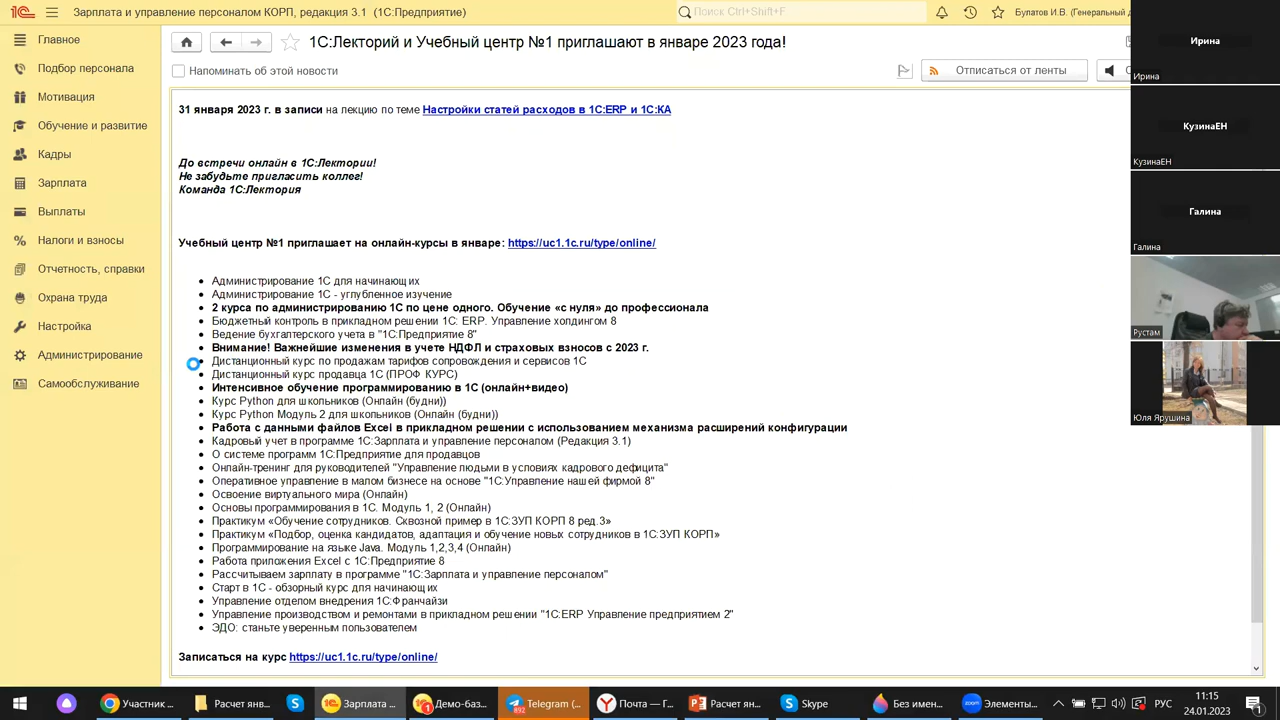 Зарплата и управление персоналом КОРП, редакция 3.1 (1С:Предприятие)
Поиск Ctrl+Shift+F
Булатов И.В. (Генеральный д
Главное
Подбор персонала
Мотивация
Обучение и развитие
Кадры
Зарплата
Выплаты
Налоги и взносы
Отчетность, справки
Охрана труда
Настройка
Администрирование
Самообслуживание
1С:Лекторий и Учебный центр №1 приглашают в январе 2023 года!
Напоминать об этой новости
Отписаться от ленты
31 января 2023 г. в записи на лекцию по теме Настройки статей расходов в 1С:ERP и 1С:КА
До встречи онлайн в 1С:Лектории!
Не забудьте пригласить коллег!
Команда 1С:Лектория
Учебный центр №1 приглашает на онлайн-курсы в январе: https://uc1.1c.ru/type/online/
Администрирование 1С для начинающих
Администрирование 1С - углубленное изучение
2 курса по администрированию 1С по цене одного. Обучение «с нуля» до профессионала
Бюджетный контроль в прикладном решении 1С: ERP. Управление холдингом 8
Ведение бухгалтерского учета в "1С:Предприятие 8"
Внимание! Важнейшие изменения в учете НДФЛ и страховых взносов с 2023 г.
Дистанционный курс по продажам тарифов сопровождения и сервисов 1С
Дистанционный курс продавца 1С (ПРОФ КУРС)
Интенсивное обучение программированию в 1С (онлайн+видео)
Курс Python для школьников (Онлайн (будни))
Курс Python Модуль 2 для школьников (Онлайн (будни))
Работа с данными файлов Excel в прикладном решении с использованием механизма расширений конфигурации
Кадровый учет в программе 1С:Зарплата и управление персоналом (Редакция 3.1)
О системе программ 1С:Предприятие для продавцов
Онлайн-тренинг для руководителей "Управление людьми в условиях кадрового дефицита"
Оперативное управление в малом бизнесе на основе "1С:Управление нашей фирмой 8"
Освоение виртуального мира (Онлайн)
Основы программирования в 1С. Модуль 1, 2 (Онлайн)
Практикум «Обучение сотрудников. Сквозной пример в 1С:ЗУП КОРП 8 ред.3»
Практикум «Подбор, оценка кандидатов, адаптация и обучение новых сотрудников в 1С:ЗУП КОРП»
Программирование на языке Java. Модуль 1,2,3,4 (Онлайн)
Работа приложения Excel с 1С:Предприятие 8
Рассчитываем зарплату в программе "1С:Зарплата и управление персоналом"
Старт в 1С - обзорный курс для начинающих
Управление отделом внедрения 1С:Франчайзи
Управление производством и ремонтами в прикладном решении "1С:ERP Управление предприятием 2"
ЭДО: станьте уверенным пользователем
Записаться на курс https://uc1.1c.ru/type/online/
Ирина
Ирина
КузинаЕН
КузинаЕН
Галина
Галина
Рустам
Юля Ярушина
Участник ...
Расчет янв...
Зарплата ...
Демо-баз...
Telegram (...
Почта — Г...
Расчет ян...
Skype
Без имен...
Элементы...
РУС
11:15
24.01.2023